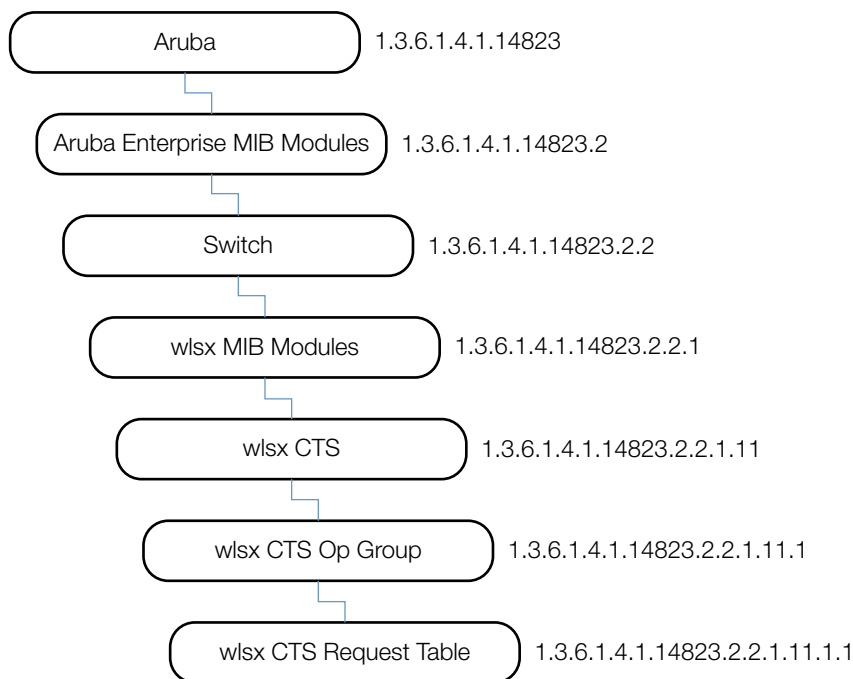 Aruba 1.3.6.1.4.1.14823
Aruba Enterprise MIB Modules 1.3.6.1.4.1.14823.2
Switch 1.3.6.1.4.1.14823.2.2
wlsx MIB Modules 1.3.6.1.4.1.14823.2.2.1
wlsx CTS 1.3.6.1.4.1.14823.2.2.1.11
wlsx CTS Op Group 1.3.6.1.4.1.14823.2.2.1.11.1
wlsx CTS Request Table 1.3.6.1.4.1.14823.2.2.1.11.1.1